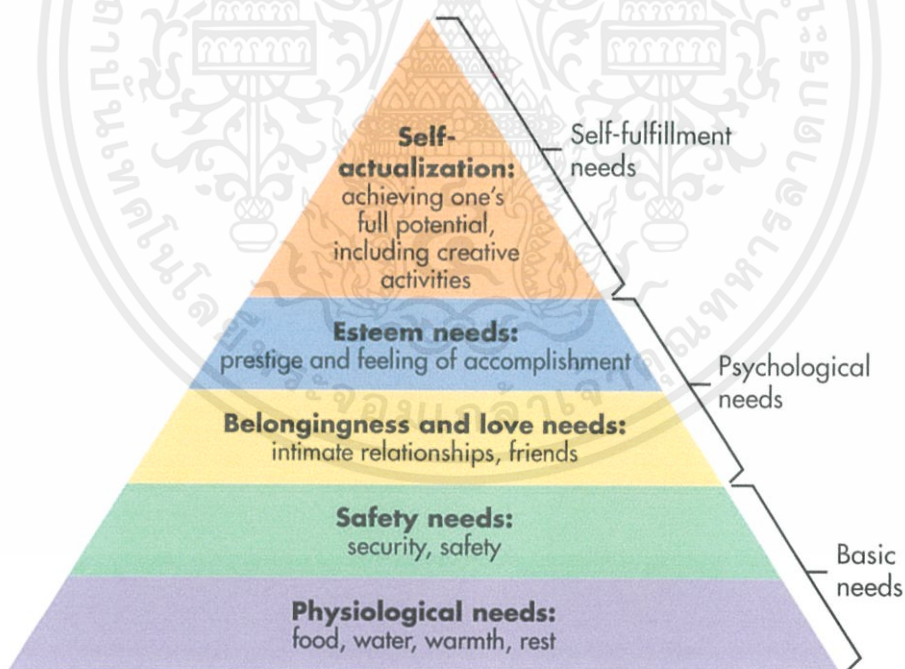 Self-
actualization:
achieving one's
full potential,
including creative
activities
Self-fulfillment
needs
Esteem needs:
prestige and feeling of accomplishment
Belongingness and love needs:
intimate relationships, friends
Psychological
needs
Safety needs:
security, safety
Physiological needs:
food, water, warmth, rest
Basic
needs